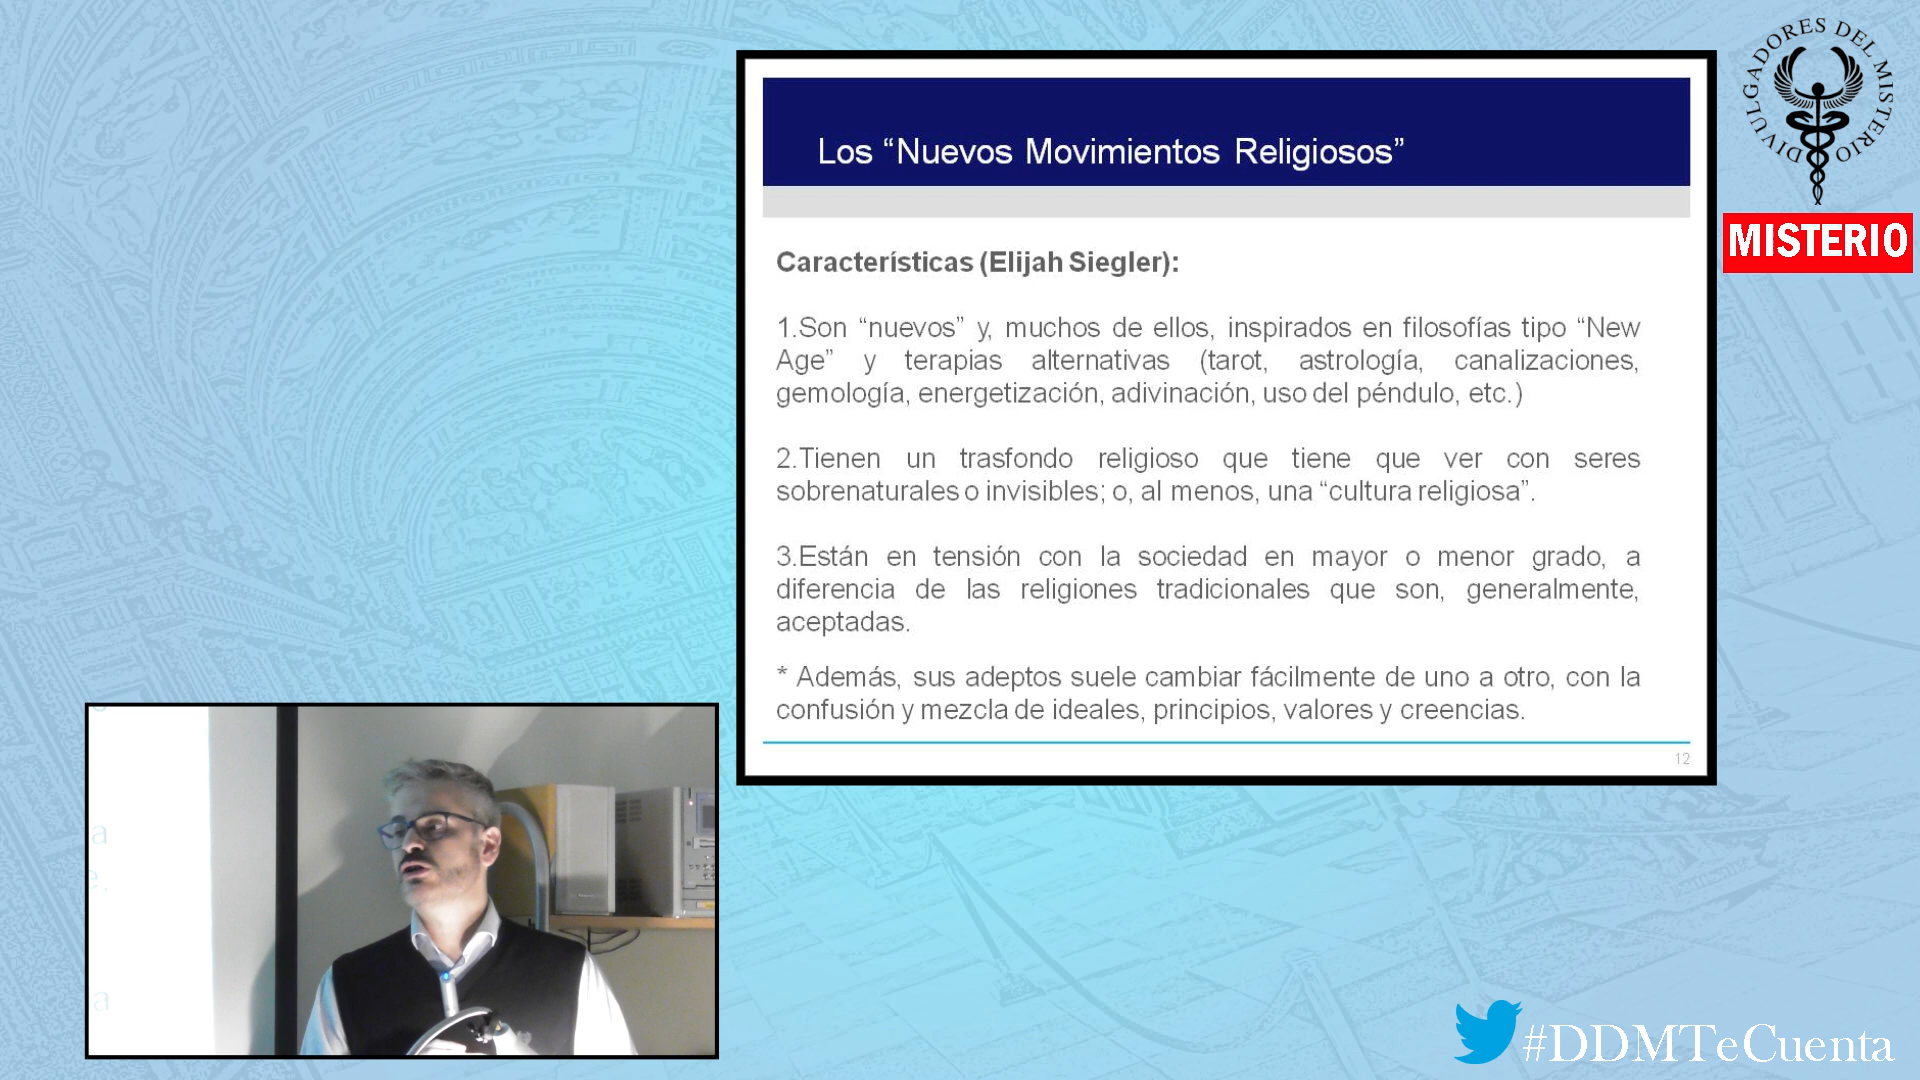 Los “Nuevos Movimientos Religiosos”
Características (Elijah Siegler):
1.Son “nuevos” y, muchos de ellos, inspirados en filosofías tipo “New
Age” y terapias alternativas (tarot, astrología, canalizaciones,
gemología, energetización, adivinación, uso del péndulo, etc.)
2.Tienen un trasfondo religioso que tiene que ver con seres
sobrenaturales o invisibles; o, al menos, una “cultura religiosa”.
3.Están en tensión con la sociedad en mayor o menor grado, a
diferencia de las religiones tradicionales que son, generalmente,
aceptadas.
* Además, sus adeptos suele cambiar fácilmente de uno a otro, con la
confusión y mezcla de ideales, principios, valores y creencias.
12
DIVULGADORES DEL MISTERIO
MISTERIO
a
e.
a
#DDMTeCuenta